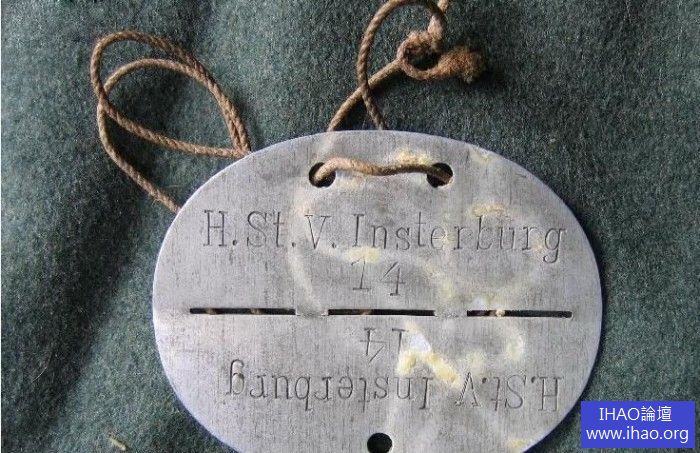 H.St.V.Insterburg
14
14
H.St.V Insterburg
IHAO論壇
www.ihao.org